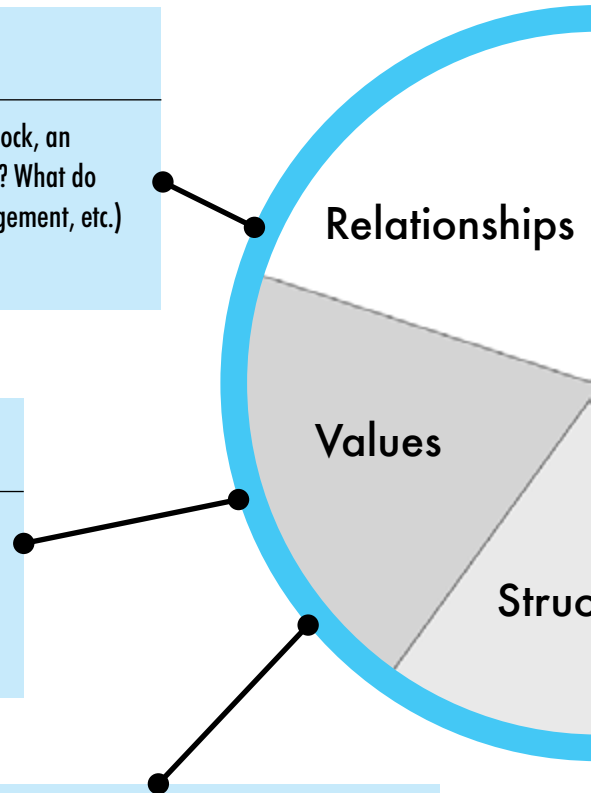 ock, an
? What do
gement, etc.)
Relationships
Values
Struc